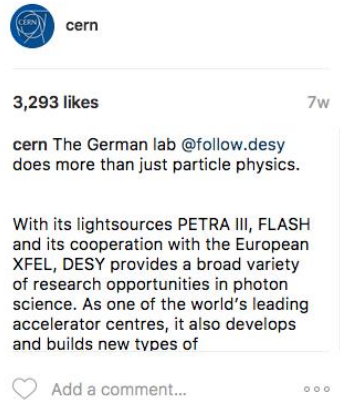 CERN
cern
3,293 likes
7w
cern The German lab @follow.desy
does more than just particle physics.
With its lightsources PETRA III, FLASH
and its cooperation with the European
XFEL, DESY provides a broad variety
of research opportunities in photon
science. As one of the world's leading
accelerator centres, it also develops
and builds new types of
Add a comment...